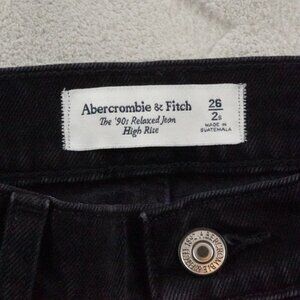 Abercrombie & Fitch
The '90s Relaxed Jean
High Rise
26
2s
MADE IN
GUATEMALA